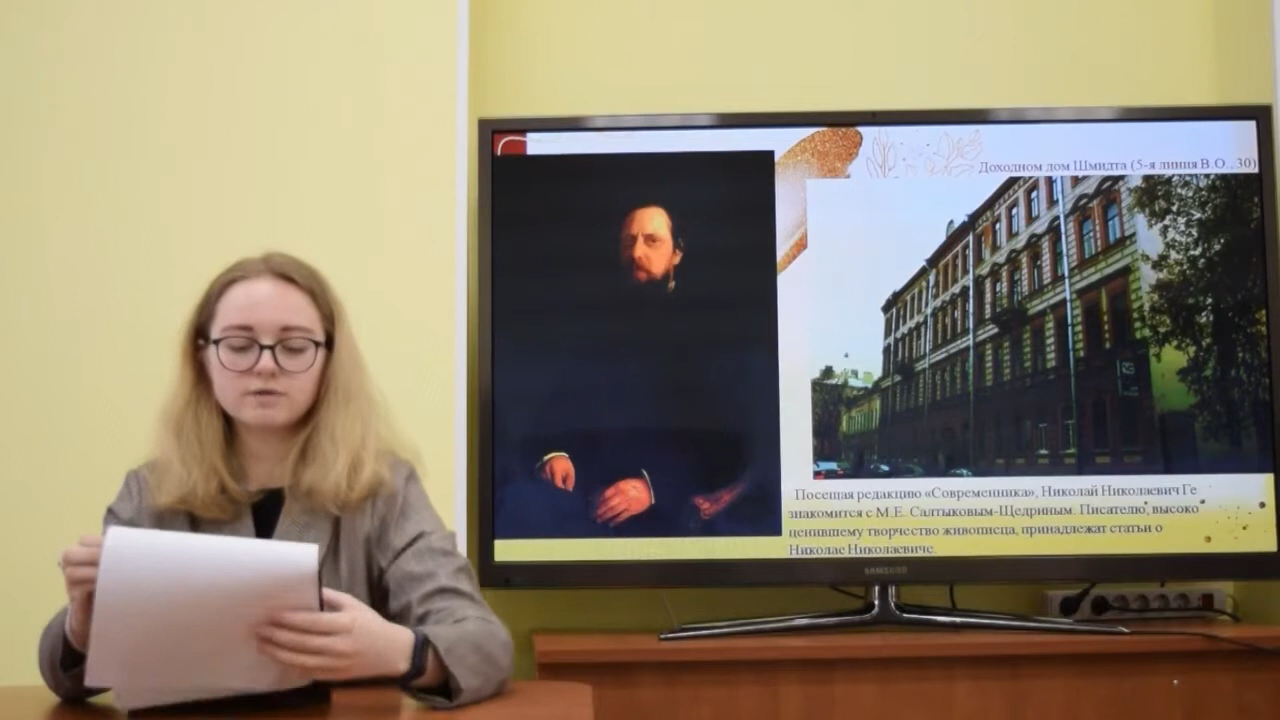 Доходном дом Шмидта (5-я линия В.О., 30)
Посещая редакцию «Современника», Николай Николаевич Ге
знакомится с М.Е. Салтыковым-Щедриным. Писателю, высоко
ценившему творчество живописца, принадлежат статьи о
Николае Николаевиче.
SAMSUNG